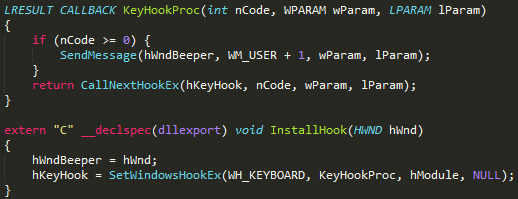 LRESULT CALLBACK KeyHookProc(int nCode, WPARAM wParam, LPARAM lParam)
{
    if (nCode >= 0) {
        SendMessage(hWndBeeper, WM_USER + 1, wParam, lParam);
    }
    return CallNextHookEx(hKeyHook, nCode, wParam, lParam);
}

extern "C" __declspec(dllexport) void InstallHook(HWND hWnd)
{
    hWndBeeper = hWnd;
    hKeyHook = SetWindowsHookEx(WH_KEYBOARD, KeyHookProc, hModule, NULL);
}